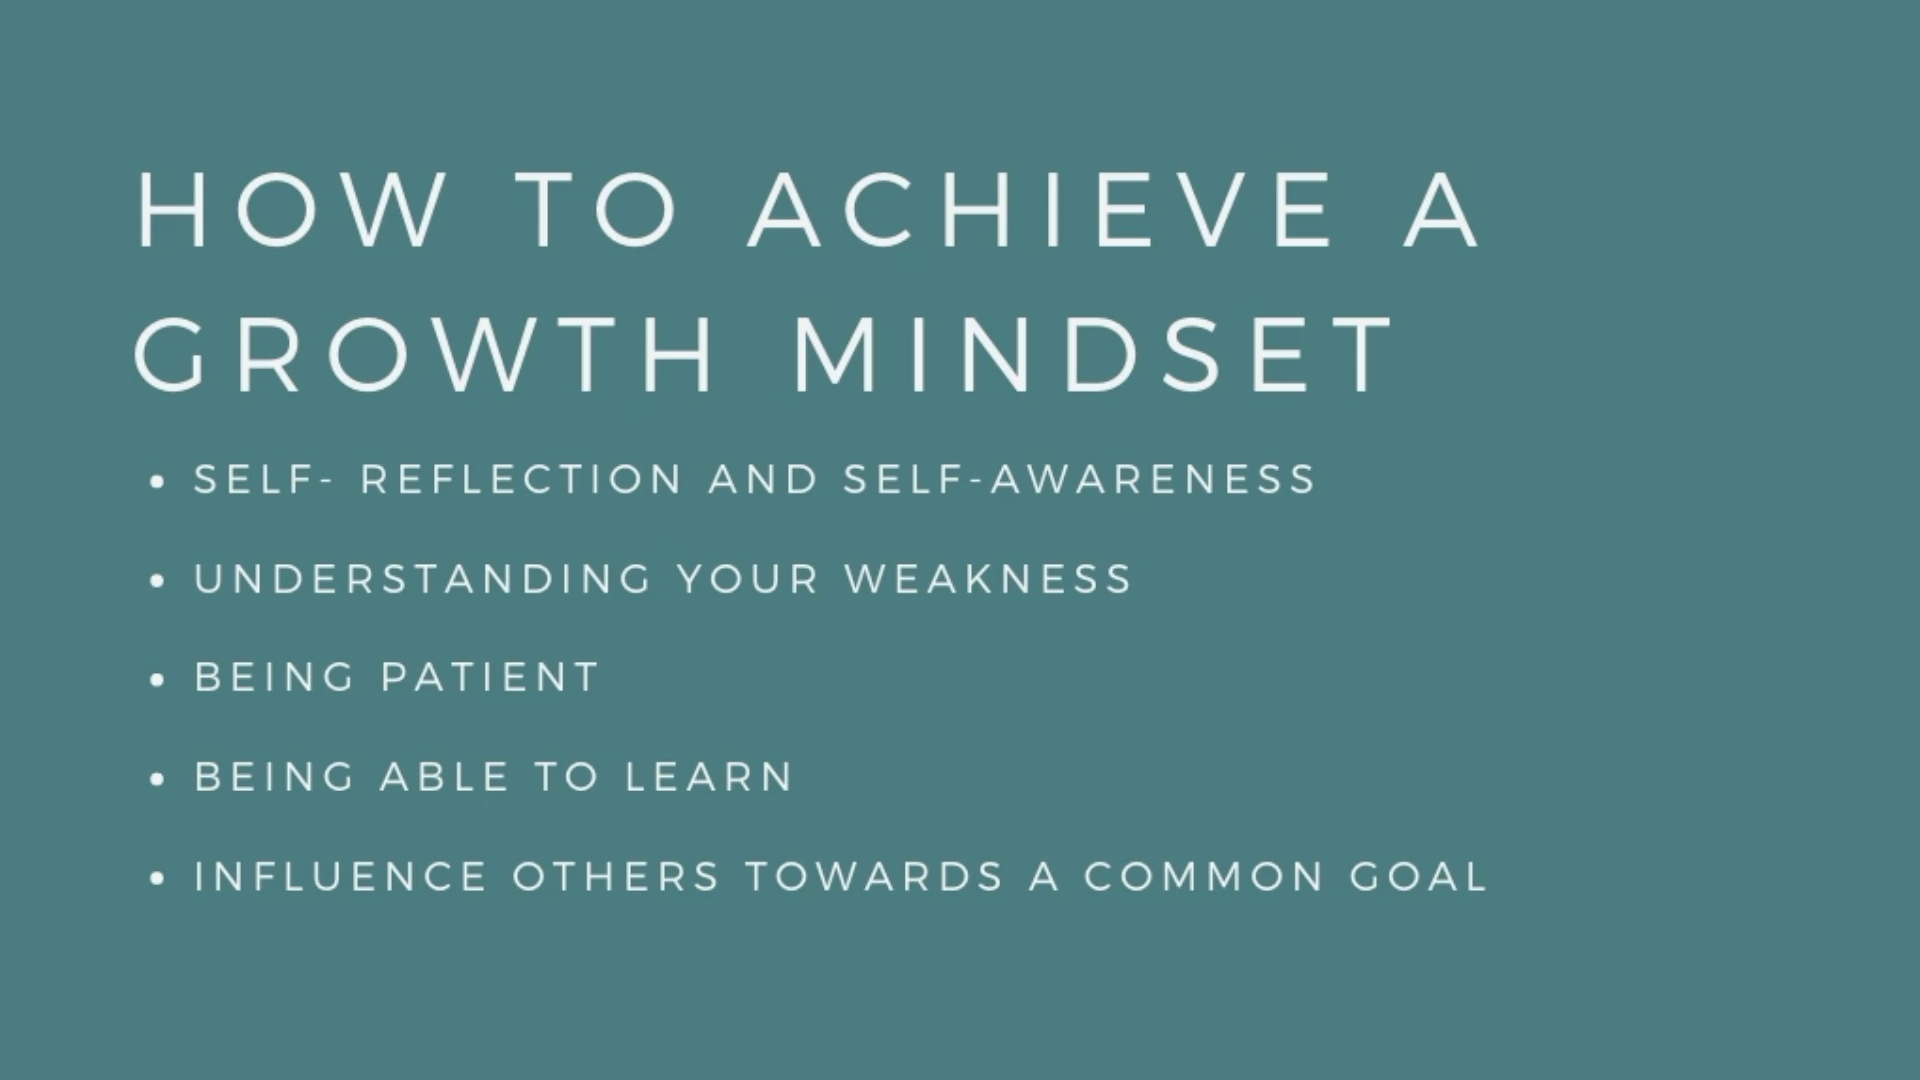 HOW TO ACHIEVE A
GROWTH MINDSET
• SELF- REFLECTION AND SELF-AWARENESS
• UNDERSTANDING YOUR WEAKNESS
• BEING PATIENT
• BEING ABLE TO LEARN
• INFLUENCE OTHERS TOWARDS A COMMON GOAL